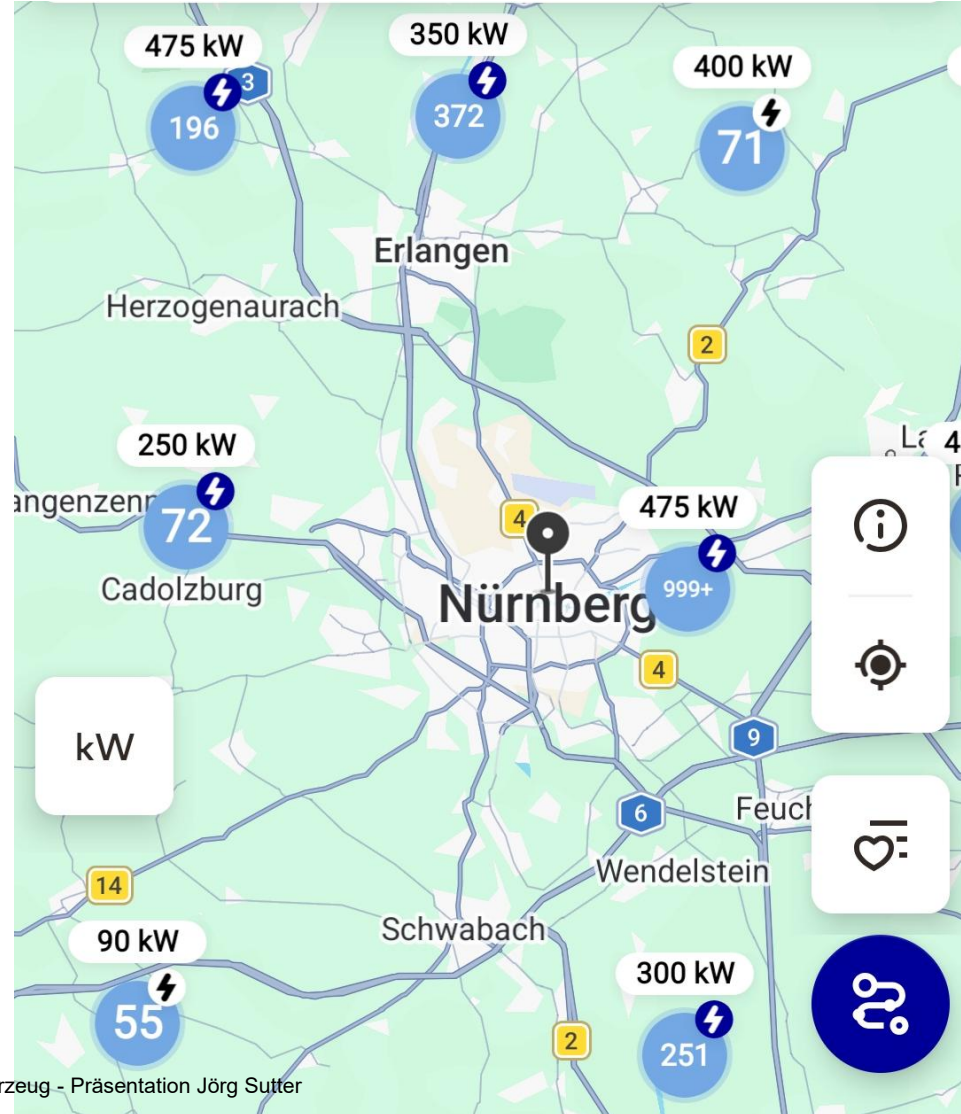 475 kW
350 kW
400 kW
3
196
372
71
Erlangen
Herzogenaurach
2
250 kW
4
angenzenn
72
4
475 kW
999+
Cadolzburg
Nürnberg
4
kW
9
6
Feuch
Wendelstein
14
Schwabach
90 kW
300 kW
55
2
251
rzeug - Präsentation Jörg Sutter